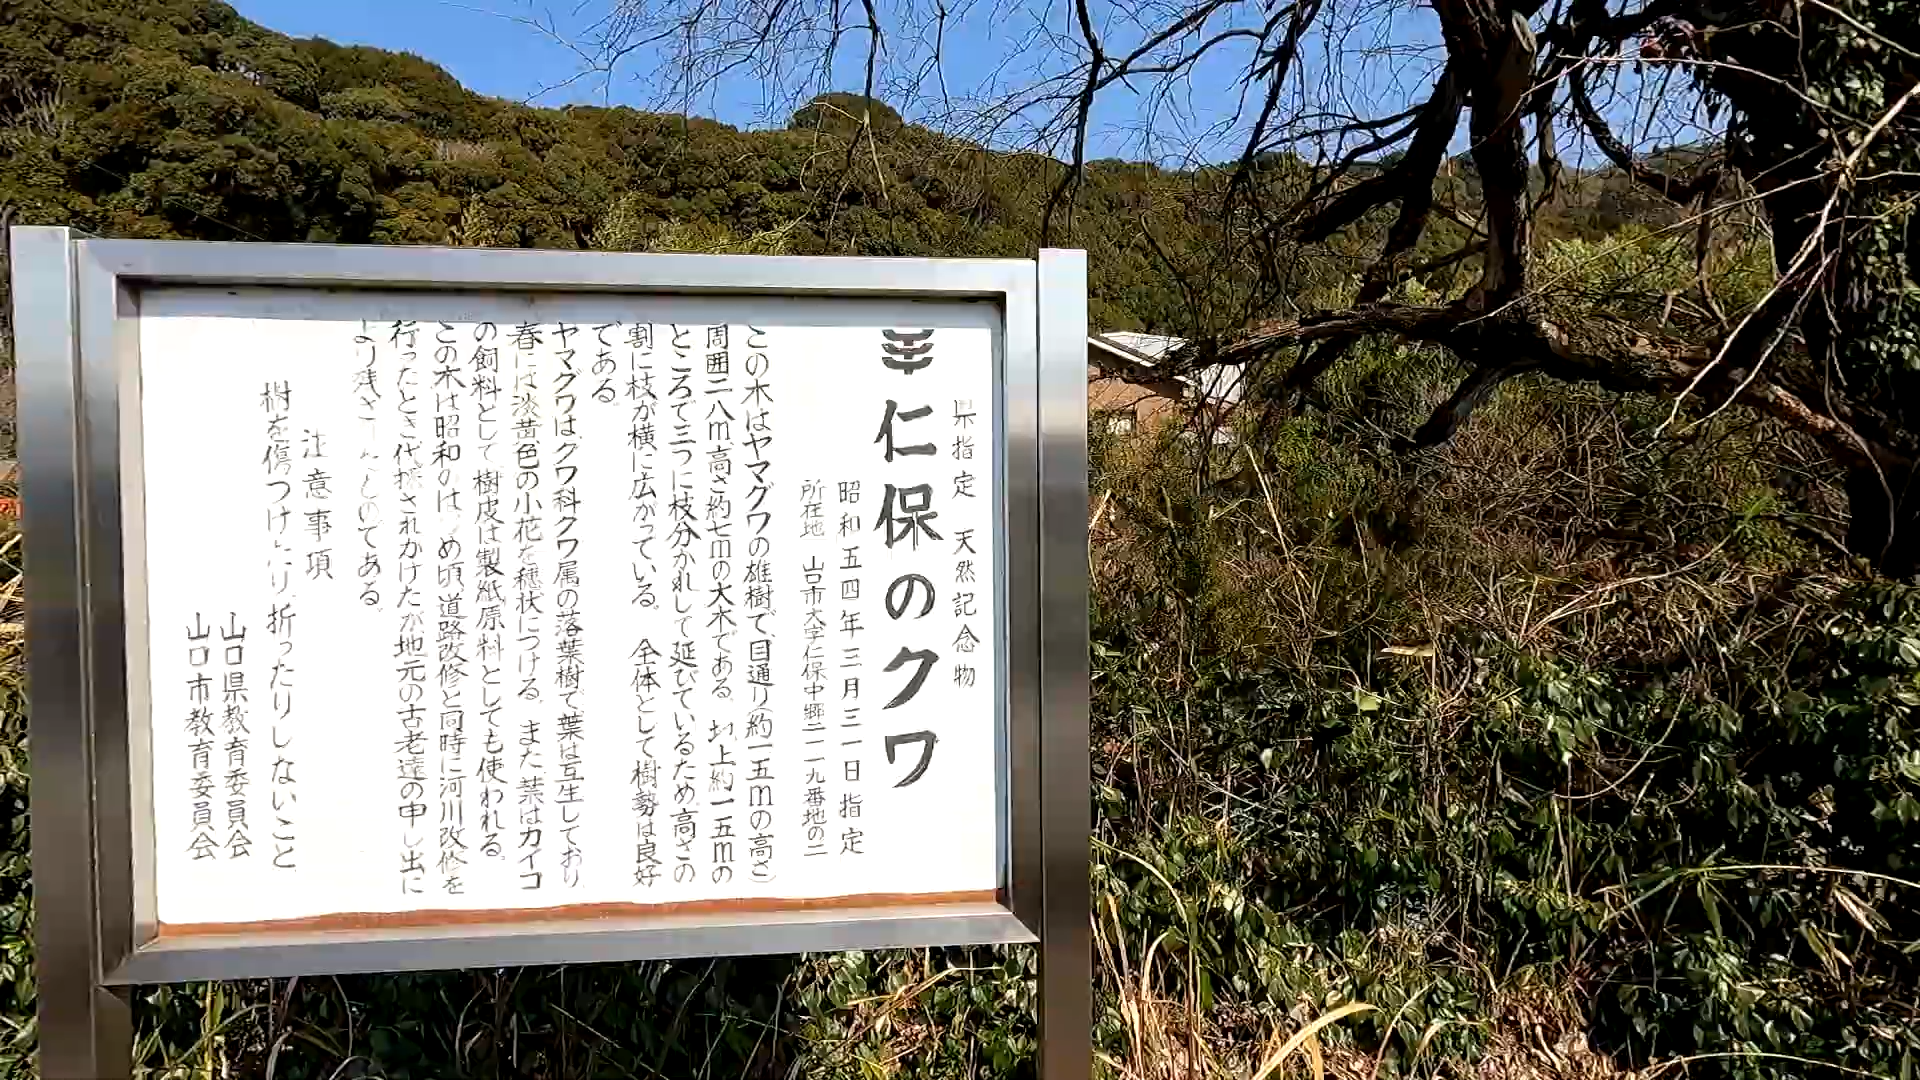 県指定 天然記念物
仁保のクワ
昭和五四年三月三一日指定
所在地 山口市大字仁保中郷二一九番地の二
この木はヤマグワの雄樹で、目通り(約一五mの高さ)
周囲二八m、高さ約七mの大木である。地上約一五mの
ところで三つに枝分かれして延びているため、高さの
割に枝が横に広がっている。 全体として樹勢は良好
である。
ヤマグワはクワ科クワ属の落葉樹で葉は互生しており、
春には淡黄色の小花を穂状につける。また、葉はカイコ
の飼料として、樹皮は製紙原料としても使われる。
この木は昭和のはじめ頃、道路改修と同時に河川改修を
行ったとき代採されかけたが地元の古老達の申し出に
より残されたものである。
注意事項
樹を傷つけたり、折ったりしないこと
山口県教育委員会
山口市教育委員会